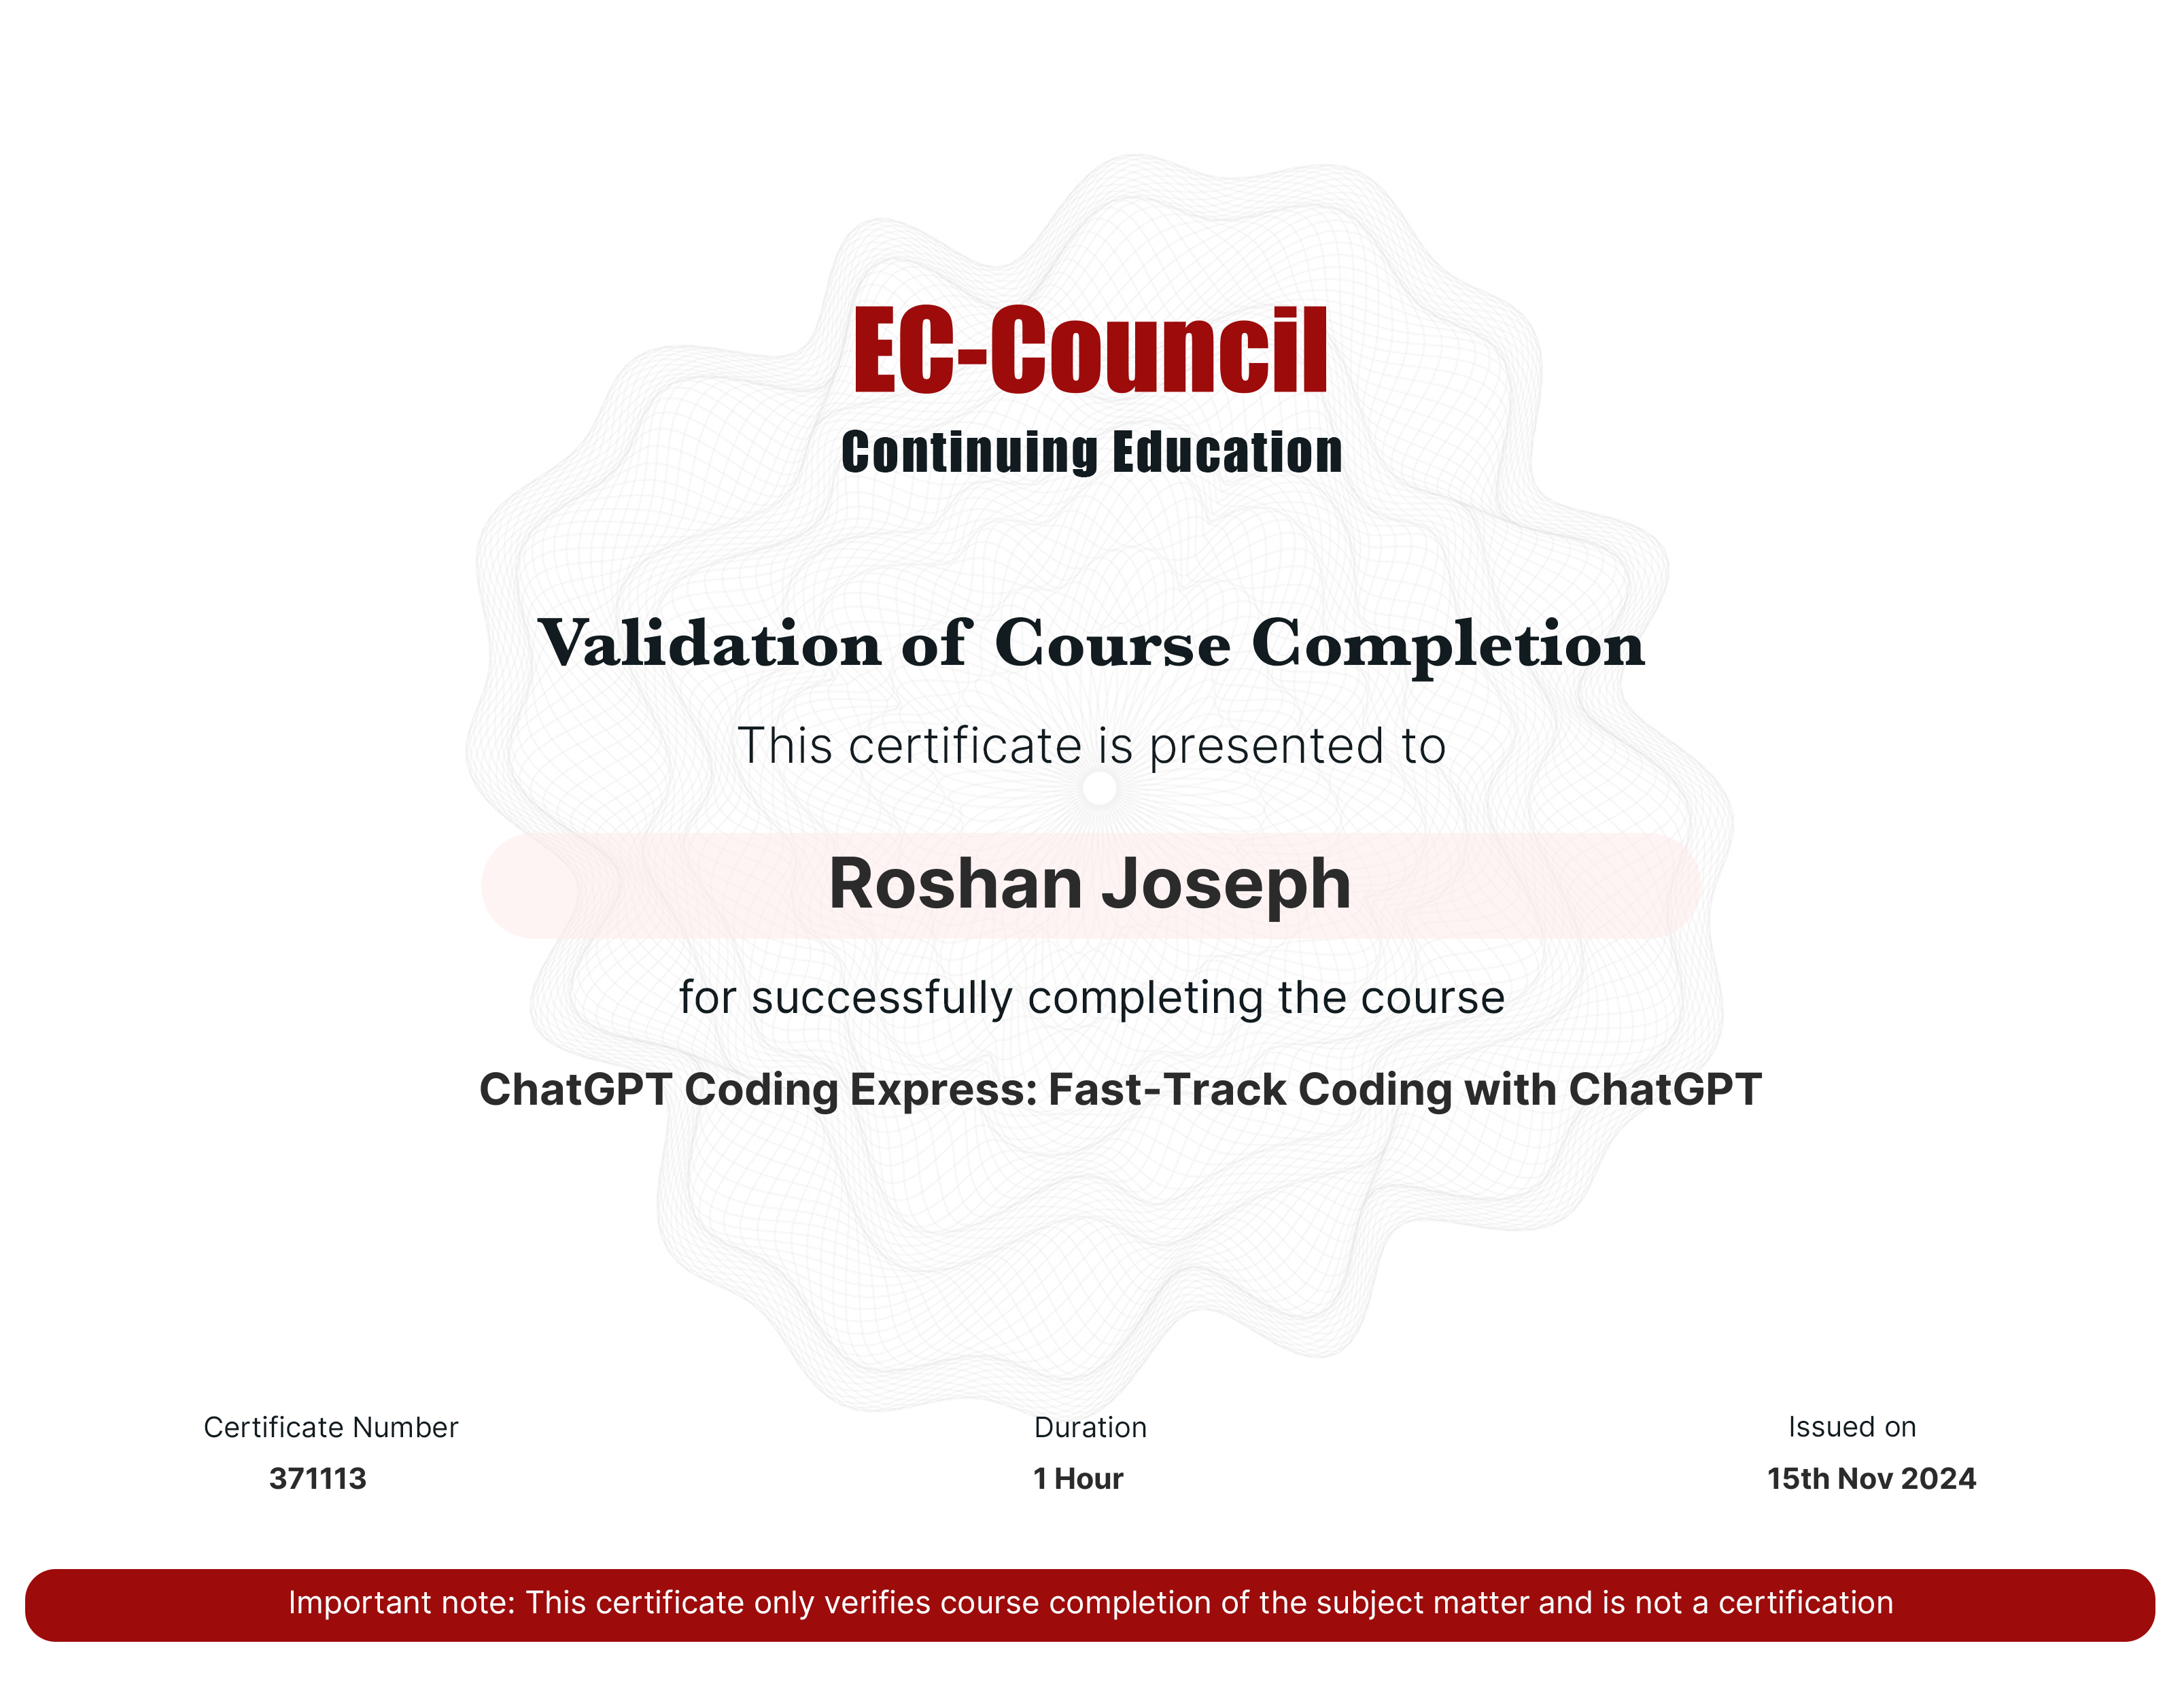 EC-Council
Continuing Education
Validation of Course Completion
This certificate is presented to
Roshan Joseph
for successfully completing the course
ChatGPT Coding Express: Fast-Track Coding with ChatGPT
Certificate Number
371113
Duration
1 Hour
Issued on
15th Nov 2024
Important note: This certificate only verifies course completion of the subject matter and is not a certification